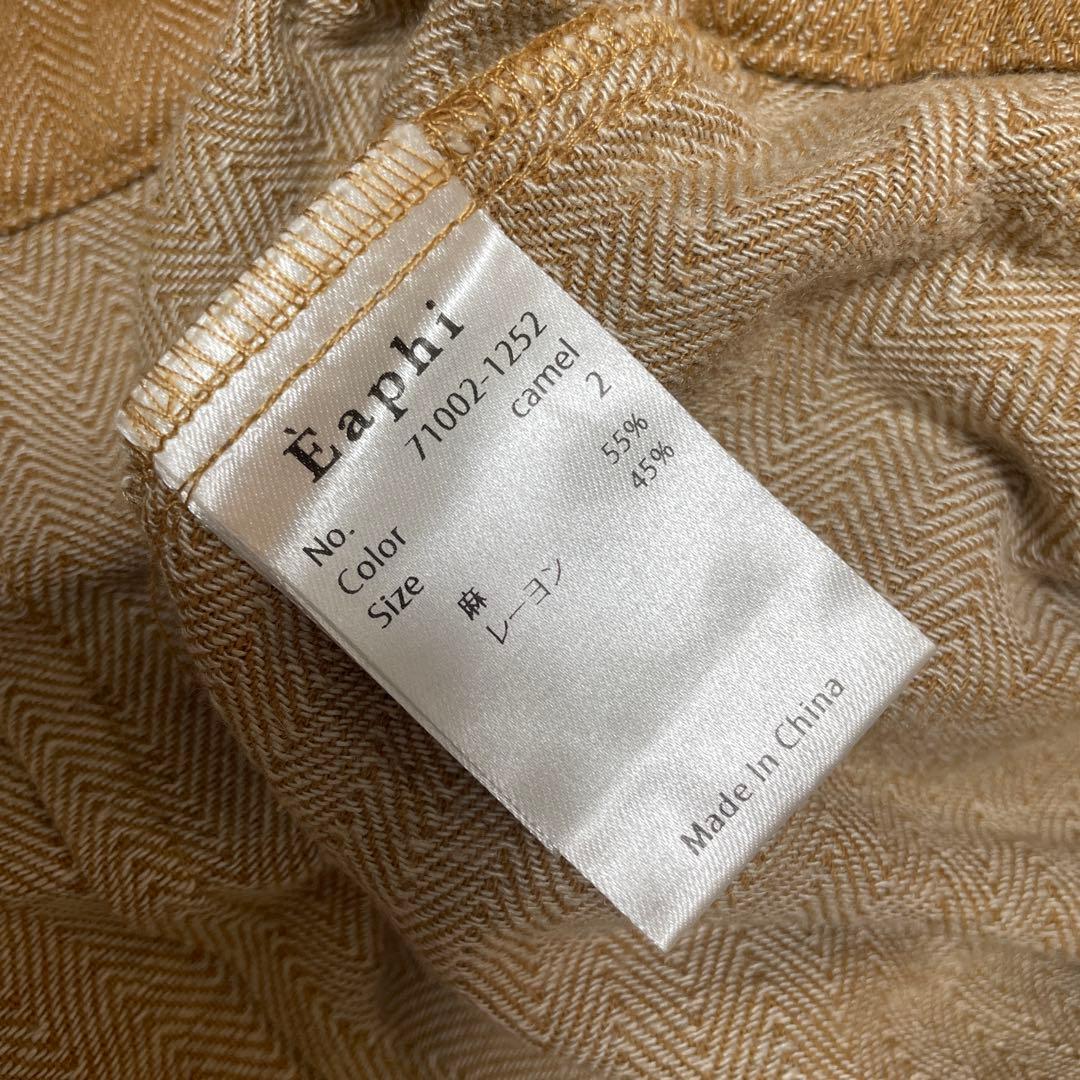 Èaphi
No. 71002-1252
Color camel
Size 2
麻 55%
レーヨン 45%
Made In China